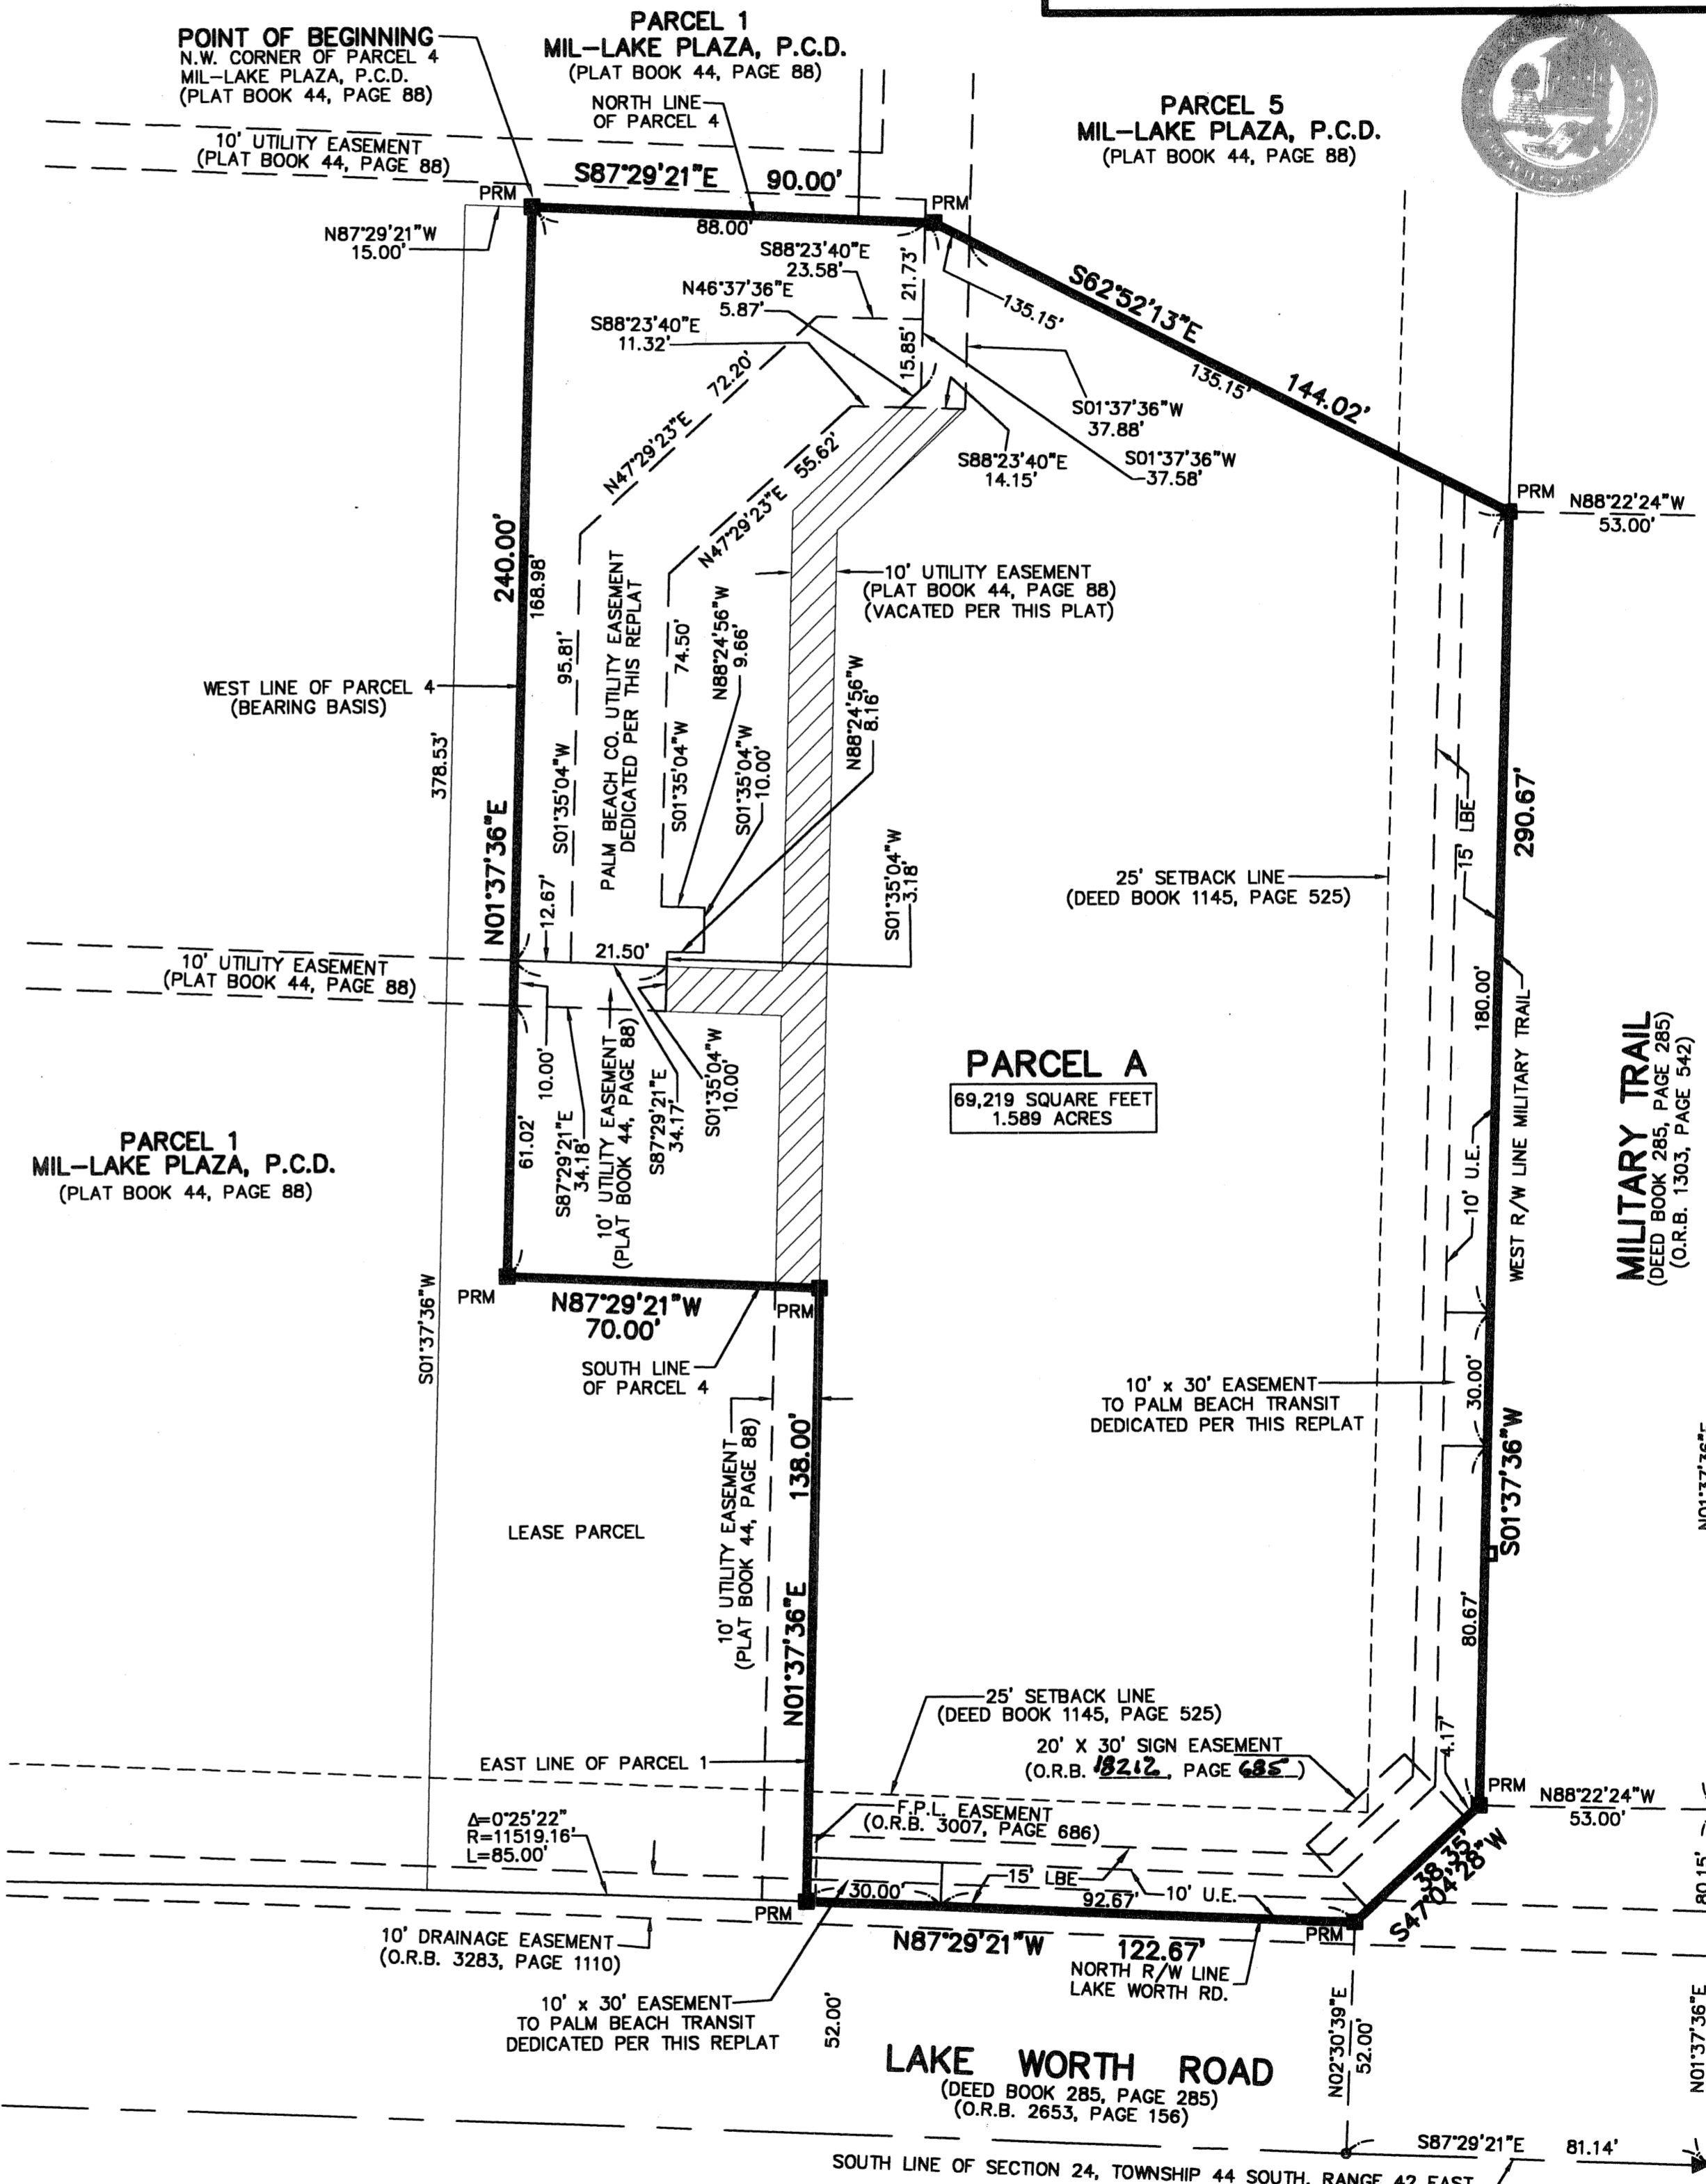 POINT OF BEGINNING
N.W. CORNER OF PARCEL 4
MIL-LAKE PLAZA, P.C.D.
(PLAT BOOK 44, PAGE 88)
PARCEL 1
MIL-LAKE PLAZA, P.C.D.
(PLAT BOOK 44, PAGE 88)
NORTH LINE
OF PARCEL 4
PARCEL 5
MIL-LAKE PLAZA, P.C.D.
(PLAT BOOK 44, PAGE 88)
10' UTILITY EASEMENT
(PLAT BOOK 44, PAGE 88)
S87°29'21"E 90.00'
PRM
PRM
88.00'
N87°29'21"W
15.00'
S88°23'40"E
23.58'
21.73'
N46°37'36"E
5.87'
S88°23'40"E
11.32'
15.85'
135.15'
S62°52'13"E 144.02'
135.15'
N47°29'23"E 72.20'
S01°37'36"W
37.88'
S88°23'40"E
14.15'
S01°37'36"W
37.58'
N47°29'23"E 55.62'
PRM
N88°22'24"W
53.00'
N01°37'36"E 240.00'
168.98'
10' UTILITY EASEMENT
(PLAT BOOK 44, PAGE 88)
(VACATED PER THIS PLAT)
WEST LINE OF PARCEL 4
(BEARING BASIS)
S01°35'04"W 95.81'
PALM BEACH CO. UTILITY EASEMENT
DEDICATED PER THIS REPLAT
S01°35'04"W 74.50'
N88°24'56"W
9.66'
S01°35'04"W
10.00'
N88°24'56"W
8.16'
S01°35'04"W
3.18'
378.53'
S01°37'36"W
12.67'
21.50'
10' UTILITY EASEMENT
(PLAT BOOK 44, PAGE 88)
10.00'
61.02'
S87°29'21"E
34.18'
10' UTILITY EASEMENT
(PLAT BOOK 44, PAGE 88)
S87°29'21"E
34.17'
S01°35'04"W
10.00'
25' SETBACK LINE
(DEED BOOK 1145, PAGE 525)
15' LBE
290.67'
180.00'
WEST R/W LINE MILITARY TRAIL
10' U.E.
MILITARY TRAIL
(DEED BOOK 285, PAGE 285)
(O.R.B. 1303, PAGE 542)
PARCEL A
69,219 SQUARE FEET
1.589 ACRES
PARCEL 1
MIL-LAKE PLAZA, P.C.D.
(PLAT BOOK 44, PAGE 88)
PRM
N87°29'21"W
70.00'
PRM
SOUTH LINE
OF PARCEL 4
10' x 30' EASEMENT
TO PALM BEACH TRANSIT
DEDICATED PER THIS REPLAT
30.00'
S01°37'36"W
N01°37'36"E
10' UTILITY EASEMENT
(PLAT BOOK 44, PAGE 88)
N01°37'36"E 138.00'
LEASE PARCEL
80.67'
25' SETBACK LINE
(DEED BOOK 1145, PAGE 525)
20' X 30' SIGN EASEMENT
(O.R.B. 18212, PAGE 685)
4.17'
EAST LINE OF PARCEL 1
PRM
N88°22'24"W
53.00'
Δ=0°25'22"
R=11519.16'
L=85.00'
F.P.L. EASEMENT
(O.R.B. 3007, PAGE 686)
38.35'
S47°04'28"W
80.15'
30.00'
15' LBE
92.67'
10' U.E.
PRM
PRM
10' DRAINAGE EASEMENT
(O.R.B. 3283, PAGE 1110)
N87°29'21"W 122.67'
NORTH R/W LINE
LAKE WORTH RD.
10' x 30' EASEMENT
TO PALM BEACH TRANSIT
DEDICATED PER THIS REPLAT
52.00'
N02°30'39"E
52.00'
N01°37'36"E
LAKE WORTH ROAD
(DEED BOOK 285, PAGE 285)
(O.R.B. 2653, PAGE 156)
S87°29'21"E 81.14'
SOUTH LINE OF SECTION 24, TOWNSHIP 44 SOUTH, RANGE 42 EAST